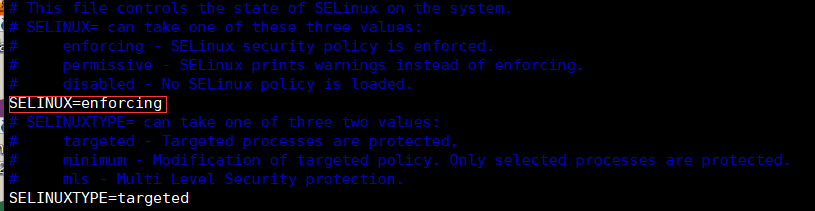 # This file controls the state of SELinux on the system.
# SELINUX= can take one of these three values:
#     enforcing - SELinux security policy is enforced.
#     permissive - SELinux prints warnings instead of enforcing.
#     disabled - No SELinux policy is loaded.
SELINUX=enforcing
# SELINUXTYPE= can take one of three two values:
#     targeted - Targeted processes are protected,
#     minimum - Modification of targeted policy. Only selected processes are protected.
#     mls - Multi Level Security protection.
SELINUXTYPE=targeted